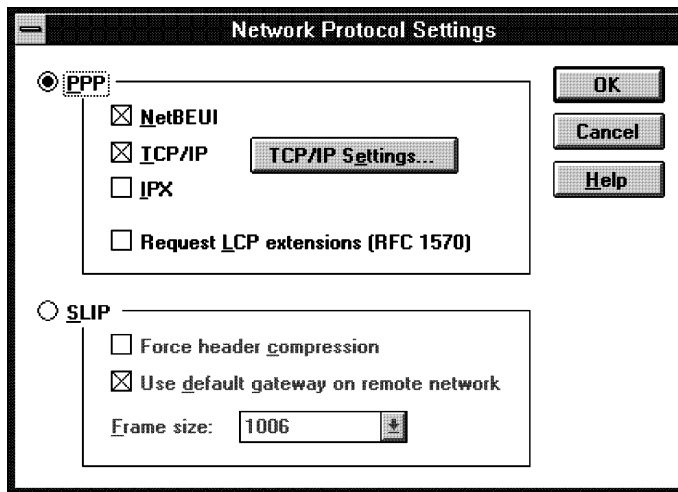 Network Protocol Settings
PPP
NetBEUI
TCP/IP
TCP/IP Settings...
IPX
Request LCP extensions (RFC 1570)
OK
Cancel
Help
SLIP
Force header compression
Use default gateway on remote network
Frame size: 1006